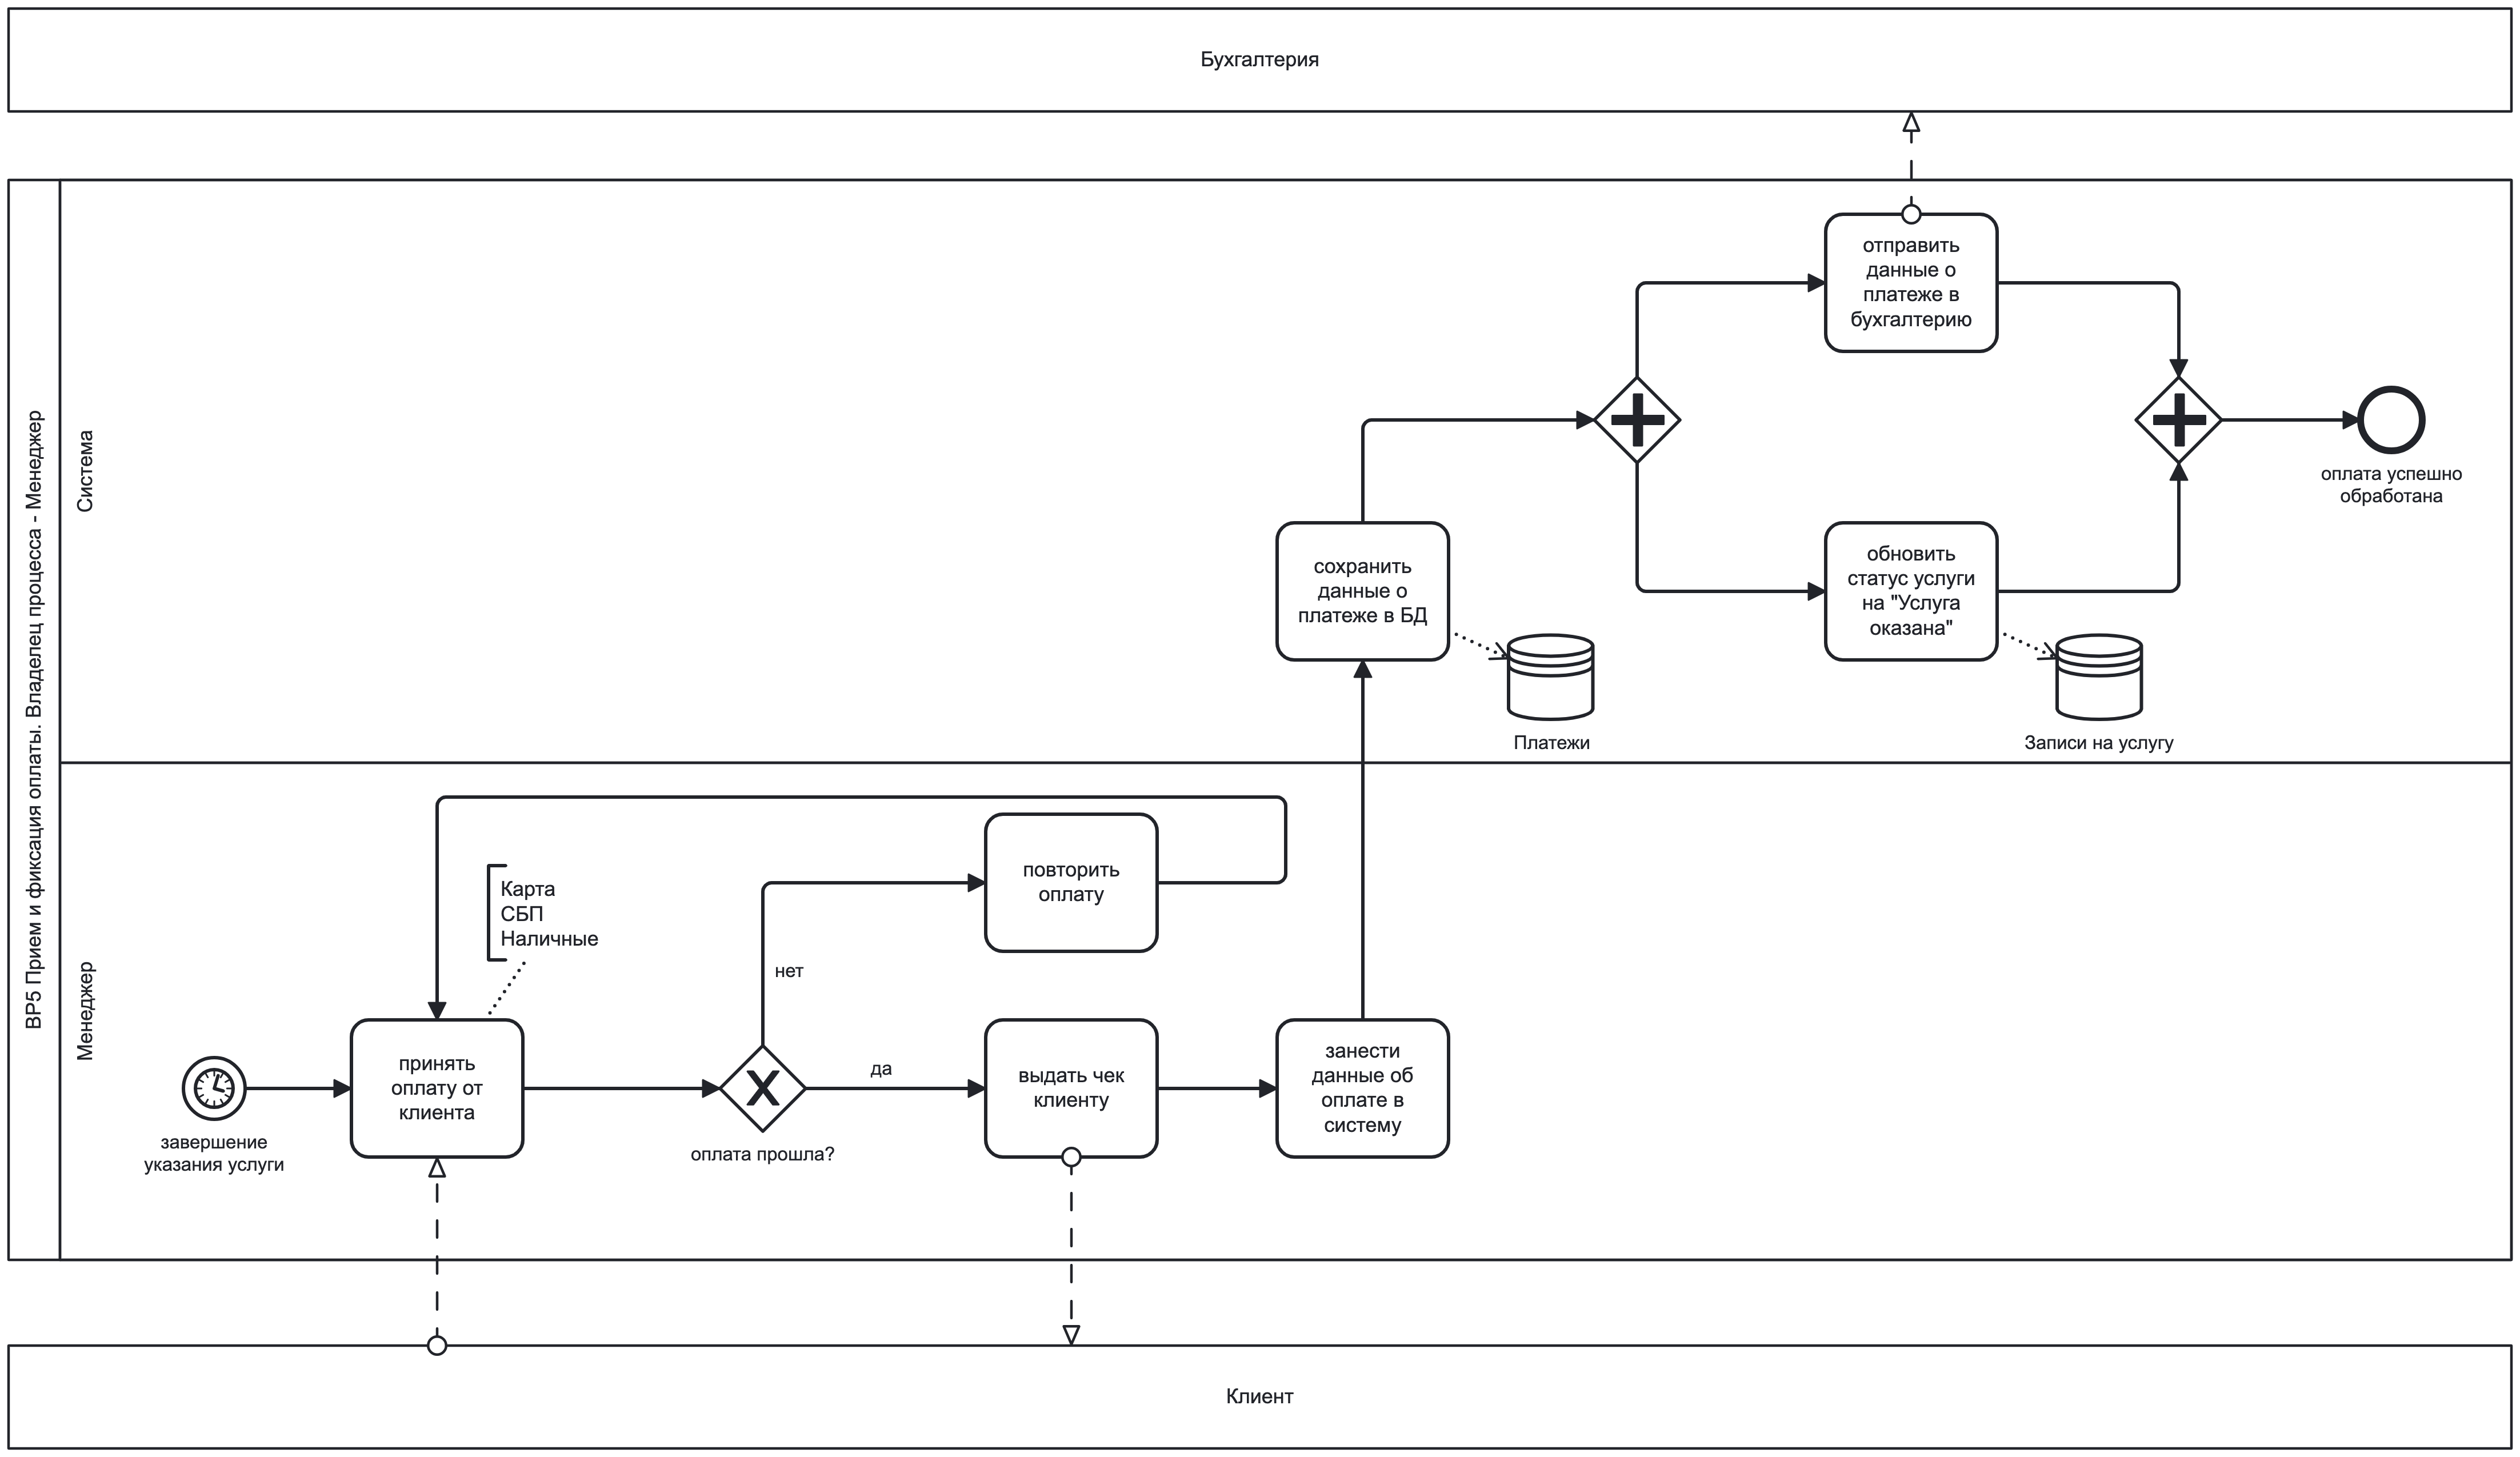 Бухгалтерия
BP5 Прием и фиксация оплаты. Владелец процесса - Менеджер
Система
отправить
данные о
платеже в
бухгалтерию
оплата успешно
обработана
сохранить
данные о
платеже в БД
обновить
статус услуги
на "Услуга
оказана"
Платежи
Записи на услугу
Менеджер
повторить
оплату
Карта
СБП
Наличные
нет
завершение
указания услуги
принять
оплату от
клиента
оплата прошла?
да
выдать чек
клиенту
занести
данные об
оплате в
систему
Клиент